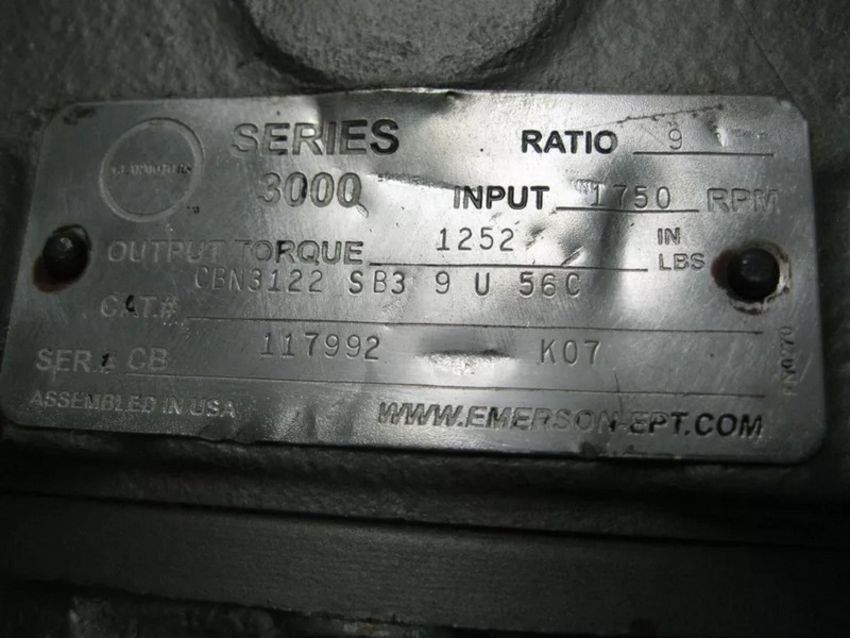 SERIES
3000
RATIO 9
INPUT 1750 RPM
OUTPUT TORQUE 1252 IN LBS
CAT.# CBN3122 SB3 9 U 56C
SER. CB 117992 K07
ASSEMBLED IN USA
WWW.EMERSON-EPT.COM